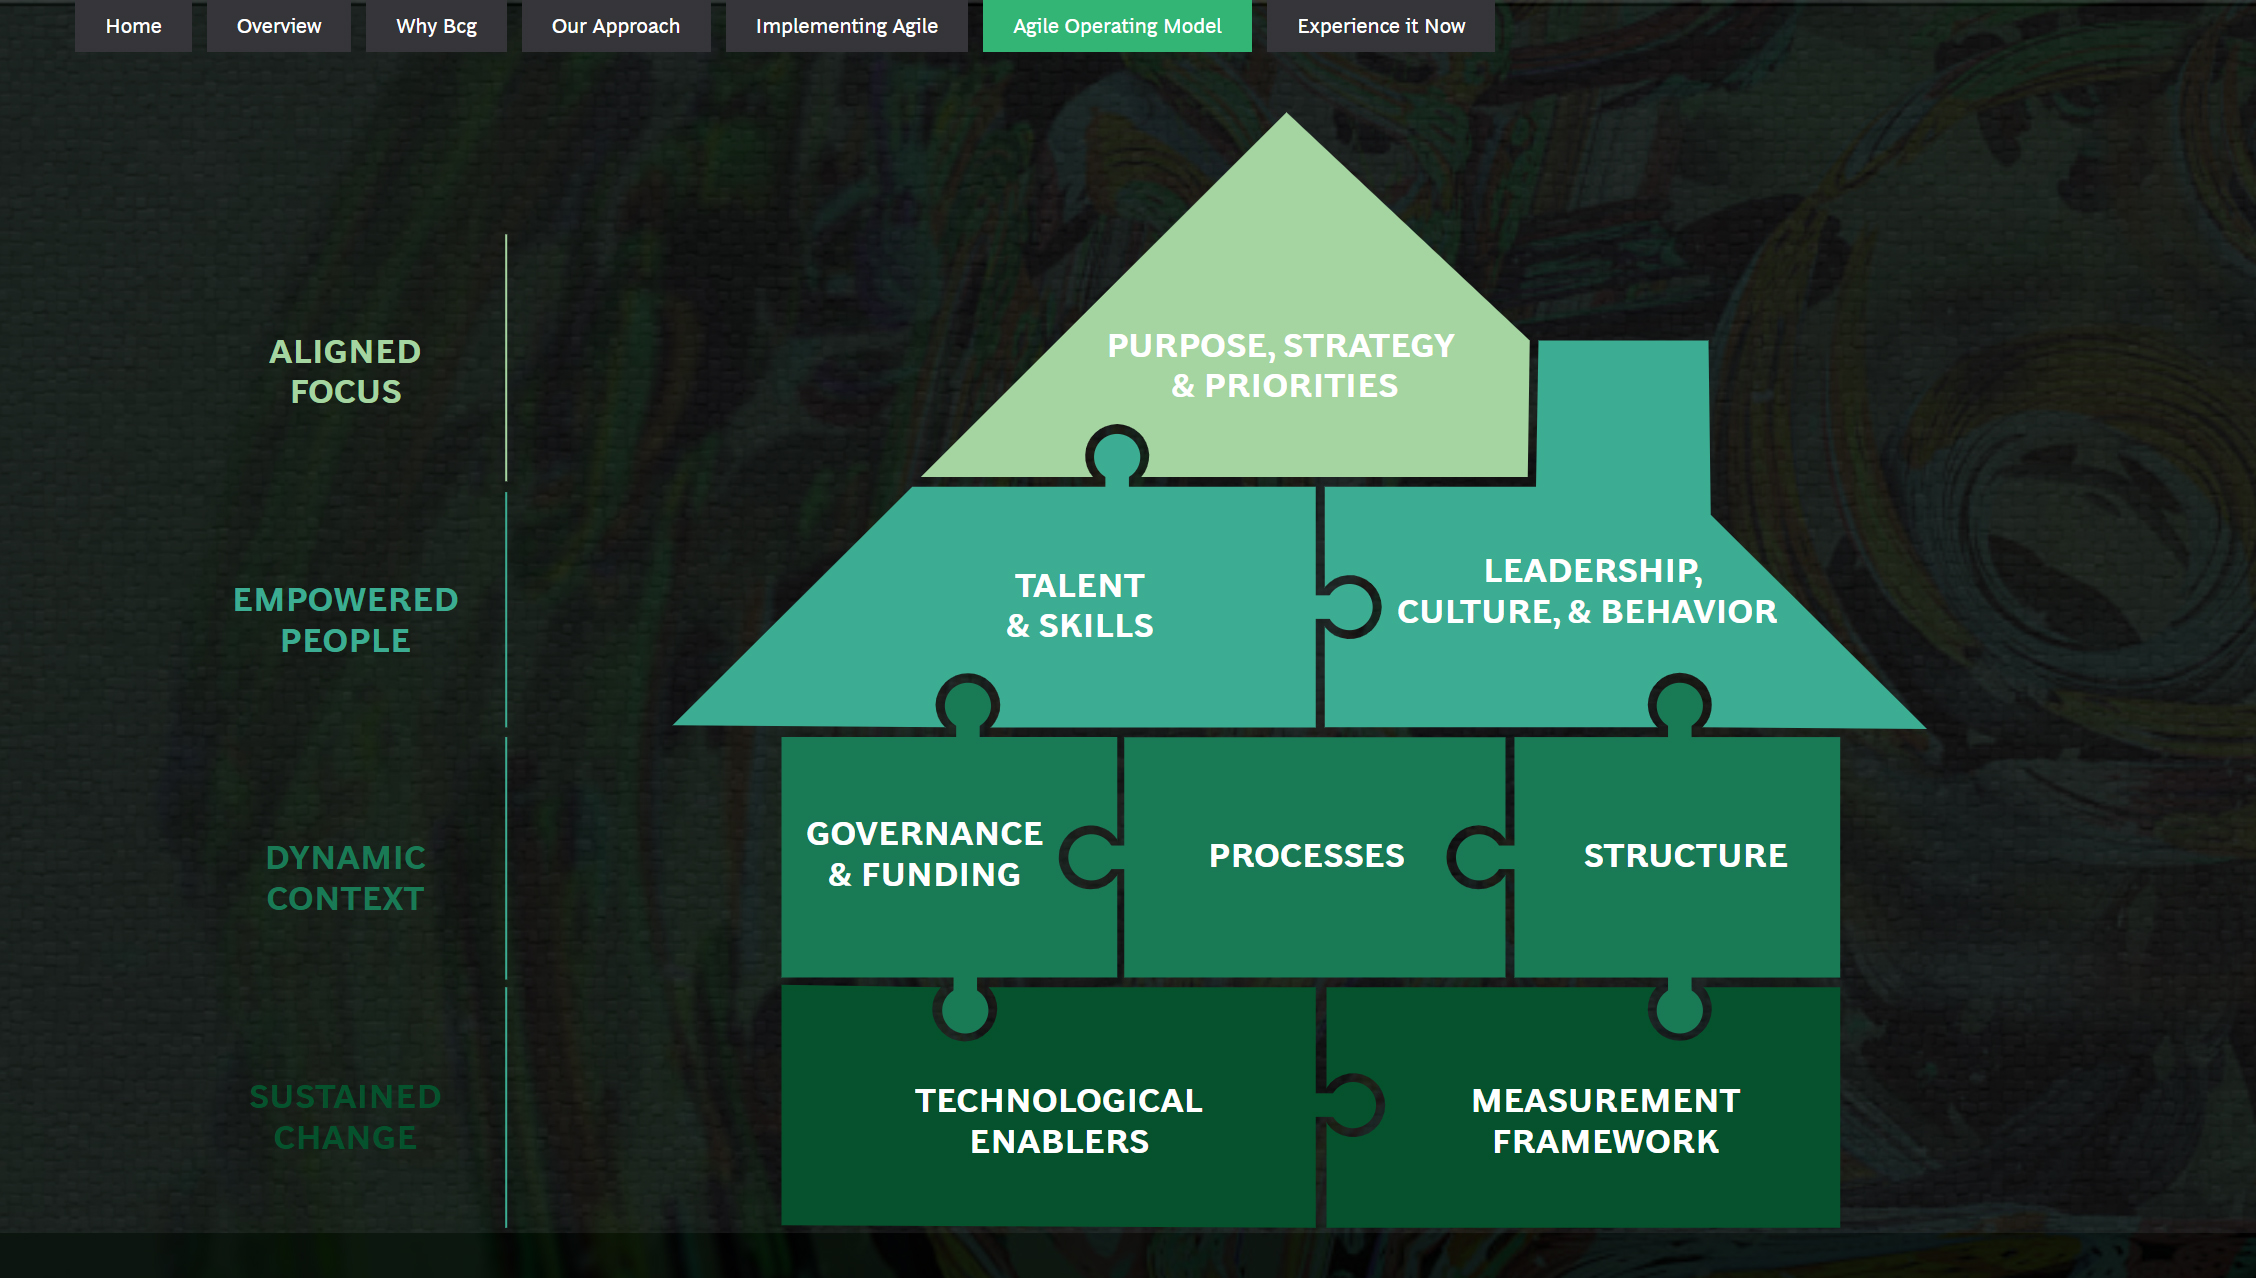 Home
Overview
Why Bcg
Our Approach
Implementing Agile
Agile Operating Model
Experience it Now
ALIGNED
FOCUS
PURPOSE, STRATEGY
& PRIORITIES
EMPOWERED
PEOPLE
TALENT
& SKILLS
LEADERSHIP,
CULTURE, & BEHAVIOR
DYNAMIC
CONTEXT
GOVERNANCE
& FUNDING
PROCESSES
STRUCTURE
SUSTAINED
CHANGE
TECHNOLOGICAL
ENABLERS
MEASUREMENT
FRAMEWORK